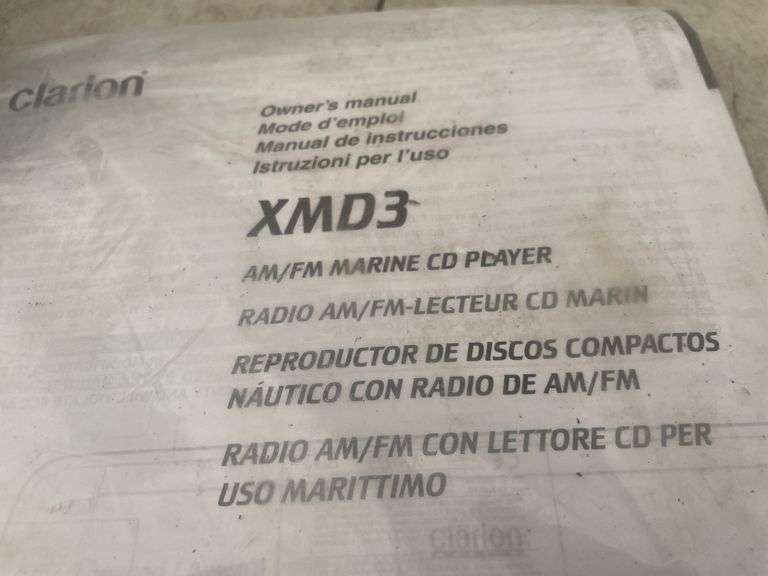 clarion
Owner's manual
Mode d'emploi
Manual de instrucciones
Istruzioni per l'uso
XMD3
AM/FM MARINE CD PLAYER
RADIO AM/FM-LECTEUR CD MARIN
REPRODUCTOR DE DISCOS COMPACTOS
NÁUTICO CON RADIO DE AM/FM
RADIO AM/FM CON LETTORE CD PER
USO MARITTIMO
clarion